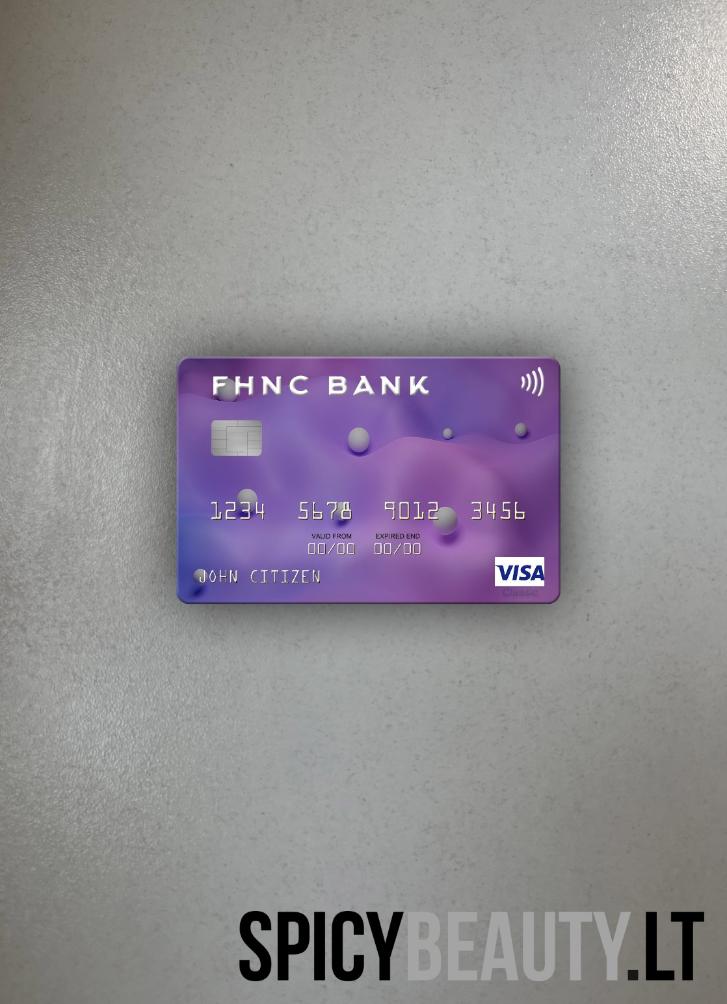 FHNC BANK
1234 5678 9012 3456
VALID FROM EXPIRED END
00/00 00/00
JOHN CITIZEN
VISA
Classic
SPICYBEAUTY.LT